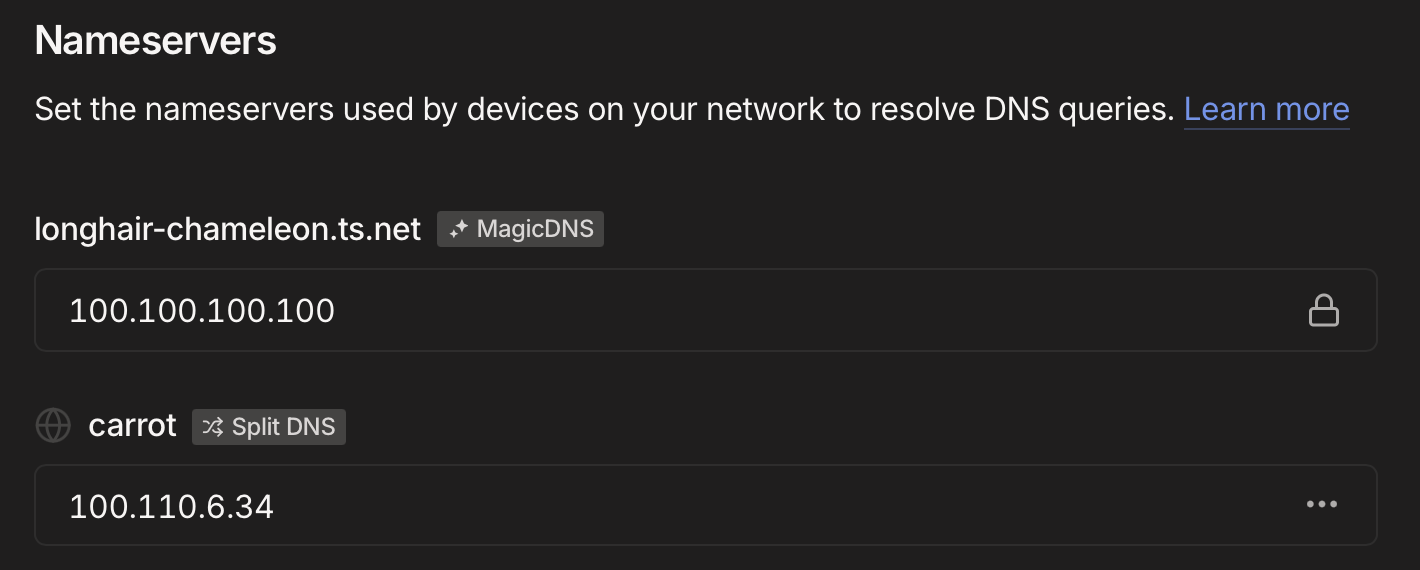 Nameservers
Set the nameservers used by devices on your network to resolve DNS queries. Learn more
longhair-chameleon.ts.net MagicDNS
100.100.100.100
carrot Split DNS
100.110.6.34